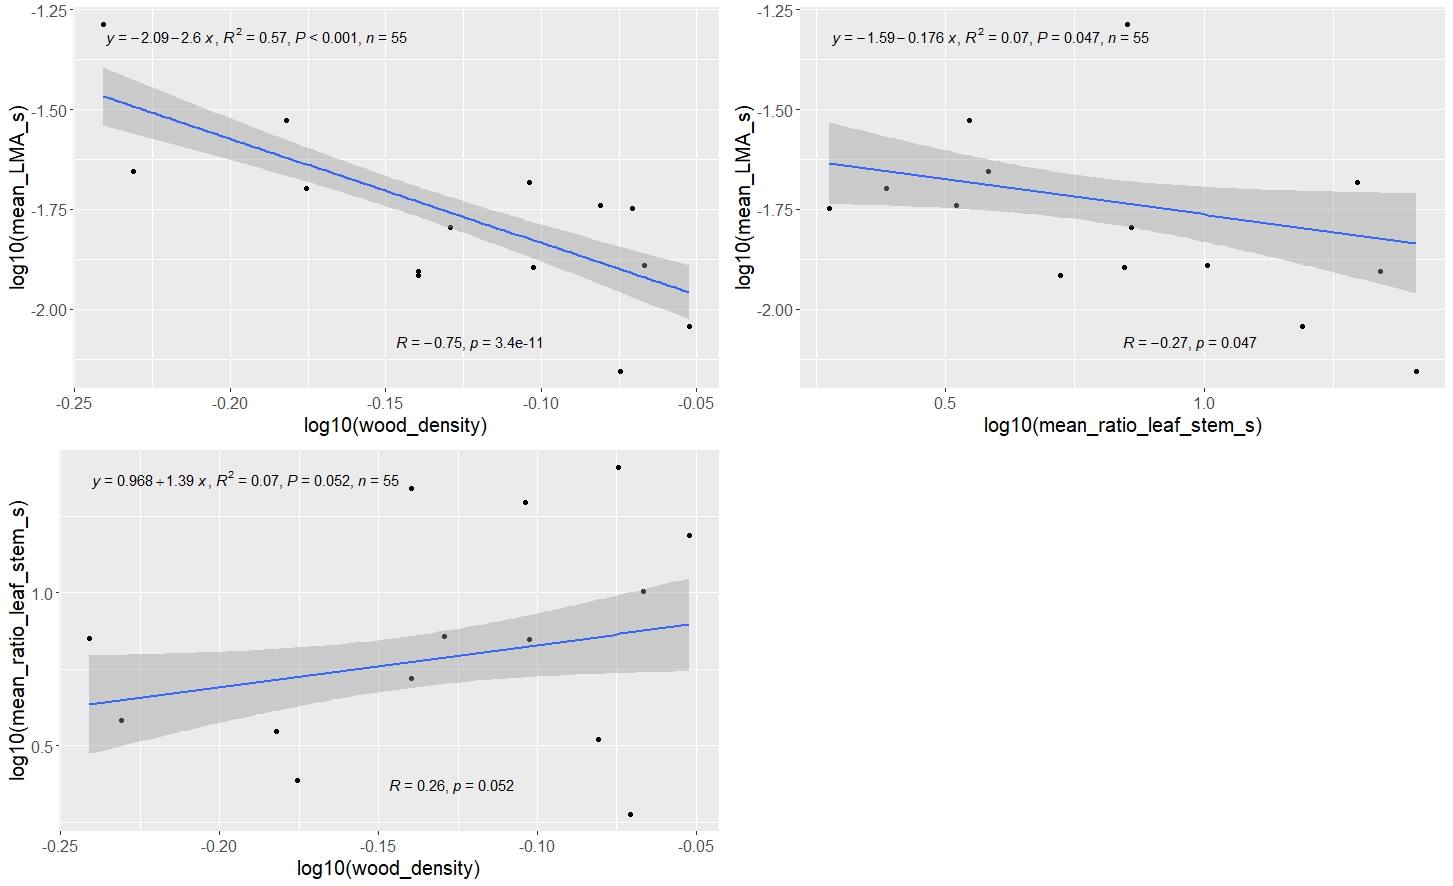 y = −2.09 − 2.6 x, R² = 0.57, P < 0.001, n = 55
R = −0.75, p = 3.4e-11
-1.25
-1.50
-1.75
-2.00
log10(mean_LMA_s)
-0.25 -0.20 -0.15 -0.10 -0.05
log10(wood_density)
y = −1.59 − 0.176 x, R² = 0.07, P = 0.047, n = 55
R = −0.27, p = 0.047
-1.25
-1.50
-1.75
-2.00
log10(mean_LMA_s)
0.5 1.0
log10(mean_ratio_leaf_stem_s)
y = 0.968 + 1.39 x, R² = 0.07, P = 0.052, n = 55
R = 0.26, p = 0.052
1.0
0.5
log10(mean_ratio_leaf_stem_s)
-0.25 -0.20 -0.15 -0.10 -0.05
log10(wood_density)